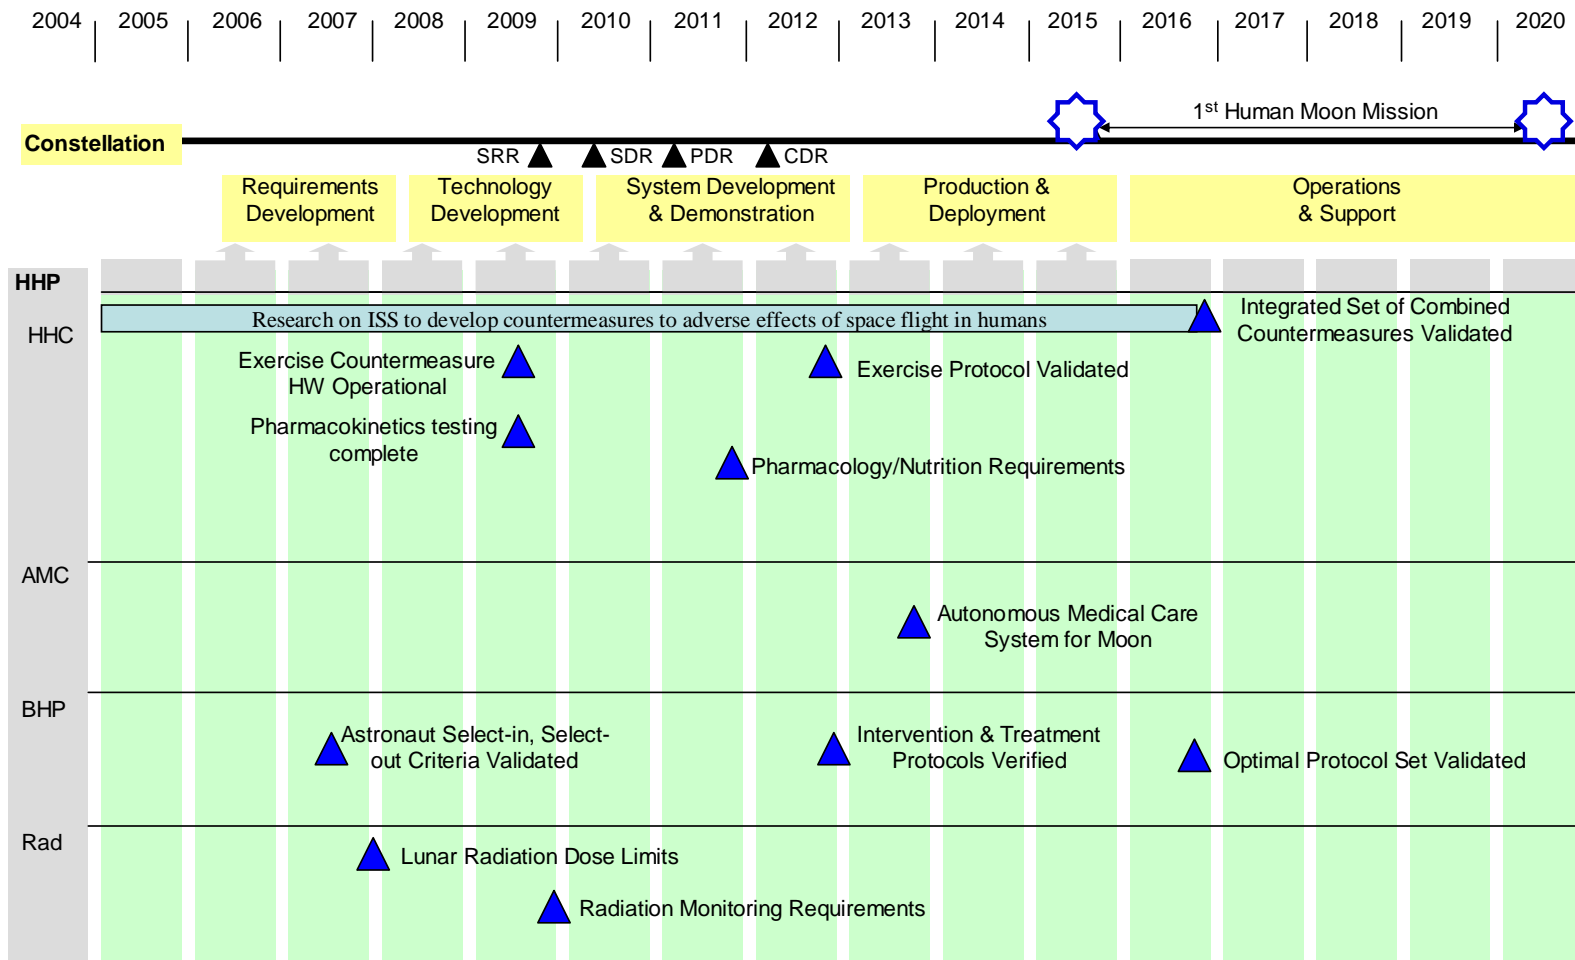 2004 2005 2006 2007 2008 2009 2010 2011 2012 2013 2014 2015 2016 2017 2018 2019 2020
1st Human Moon Mission
Constellation
SRR SDR PDR CDR
Requirements
Development
Technology
Development
System Development
& Demonstration
Production &
Deployment
Operations
& Support
HHP
HHC
Research on ISS to develop countermeasures to adverse effects of space flight in humans
Integrated Set of Combined
Countermeasures Validated
Exercise Countermeasure
HW Operational
Exercise Protocol Validated
Pharmacokinetics testing
complete
Pharmacology/Nutrition Requirements
AMC
Autonomous Medical Care
System for Moon
BHP
Astronaut Select-in, Select-
out Criteria Validated
Intervention & Treatment
Protocols Verified
Optimal Protocol Set Validated
Rad
Lunar Radiation Dose Limits
Radiation Monitoring Requirements